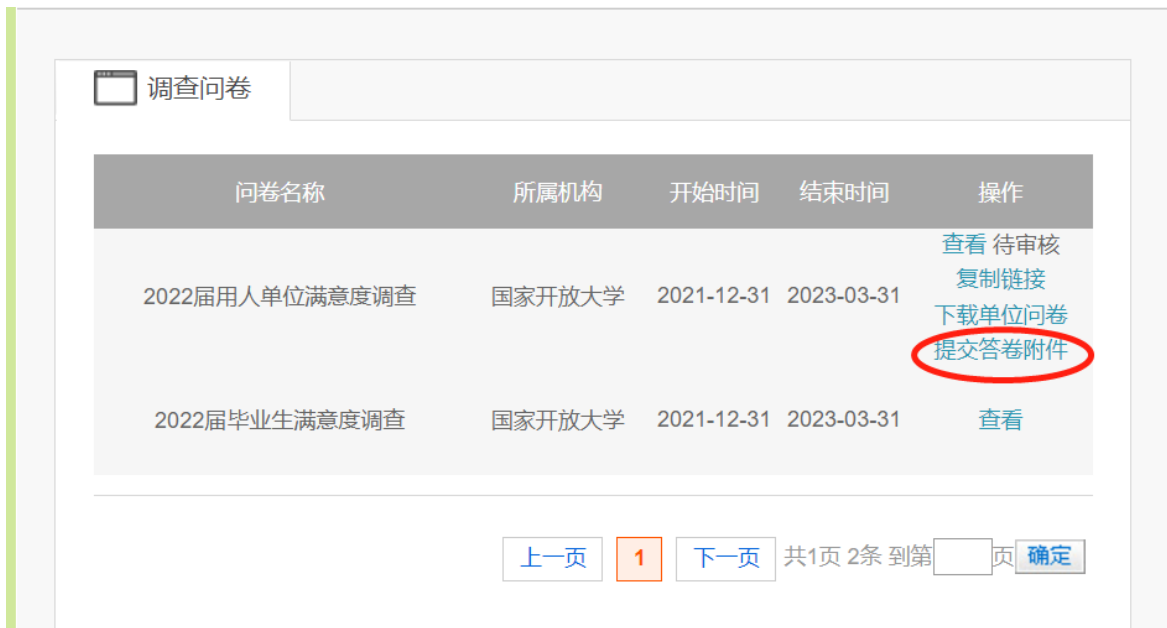 调查问卷
问卷名称 所属机构 开始时间 结束时间 操作
2022届用人单位满意度调查 国家开放大学 2021-12-31 2023-03-31 查看 待审核
复制链接
下载单位问卷
提交答卷附件
2022届毕业生满意度调查 国家开放大学 2021-12-31 2023-03-31 查看
上一页 1 下一页 共1页 2条 到第 页 确定